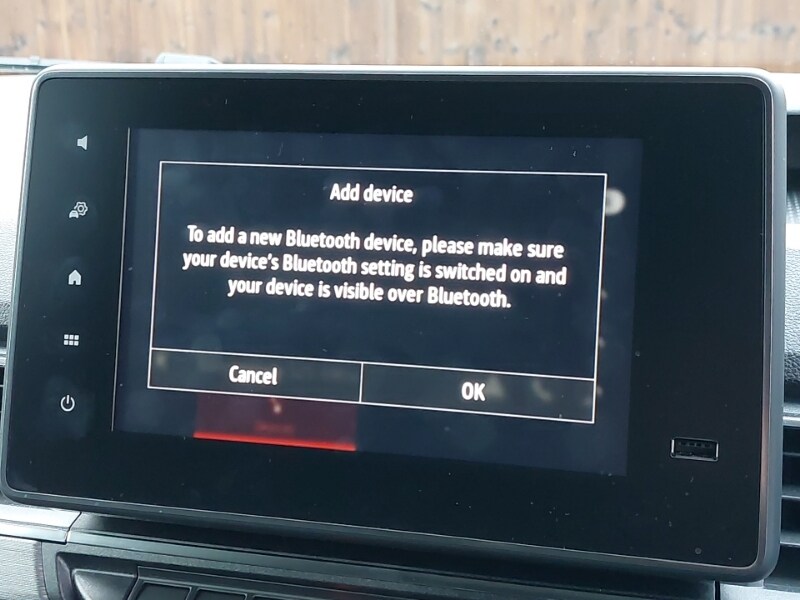 Add device
To add a new Bluetooth device, please make sure
your device's Bluetooth setting is switched on and
your device is visible over Bluetooth.
Cancel
OK